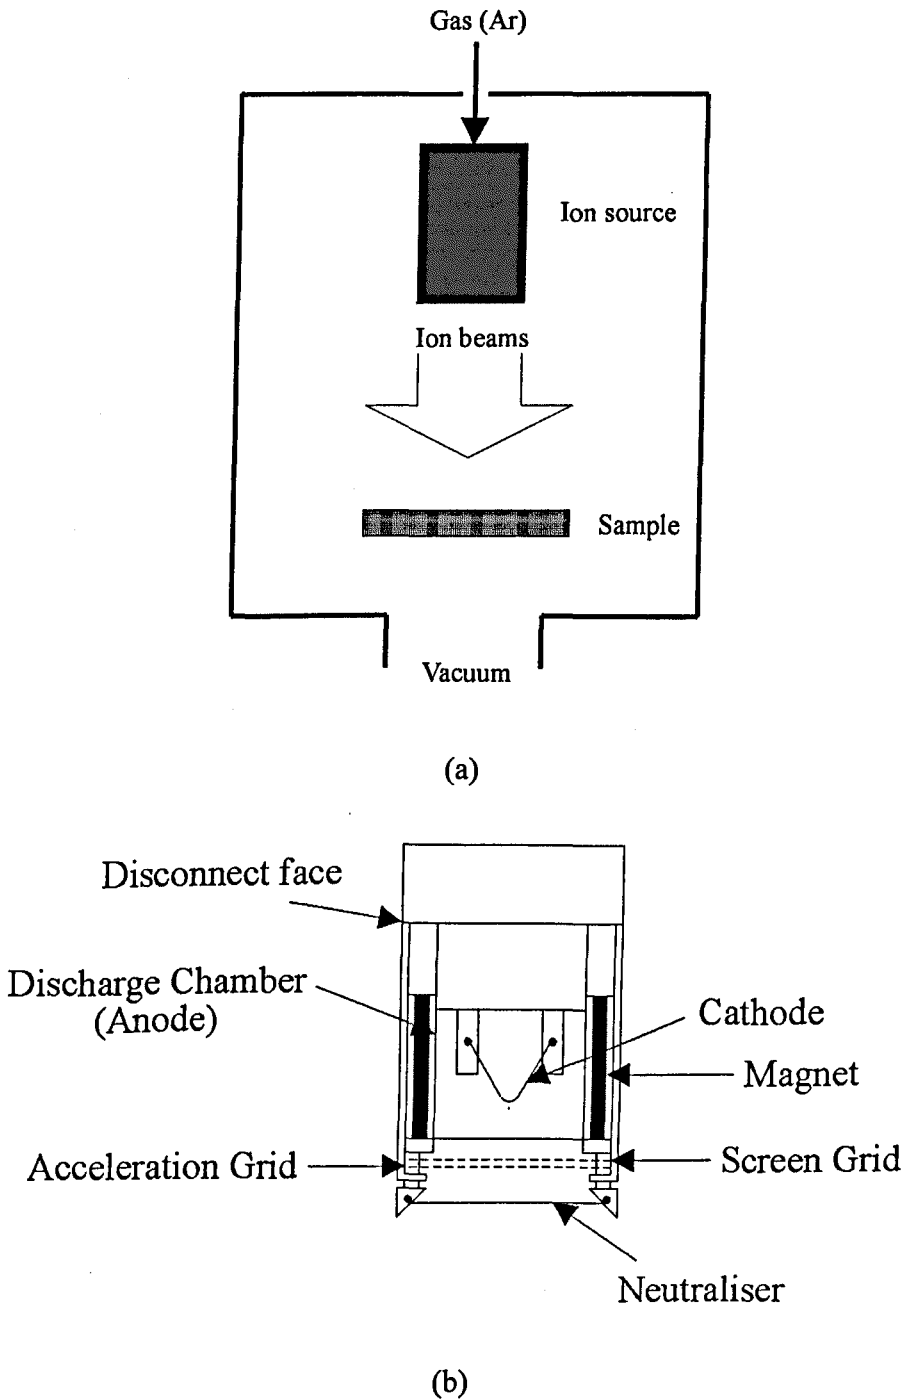 Gas (Ar)
Ion source
Ion beams
Sample
Vacuum
(a)
Disconnect face
Discharge Chamber
(Anode)
Cathode
Magnet
Acceleration Grid
Screen Grid
Neutraliser
(b)